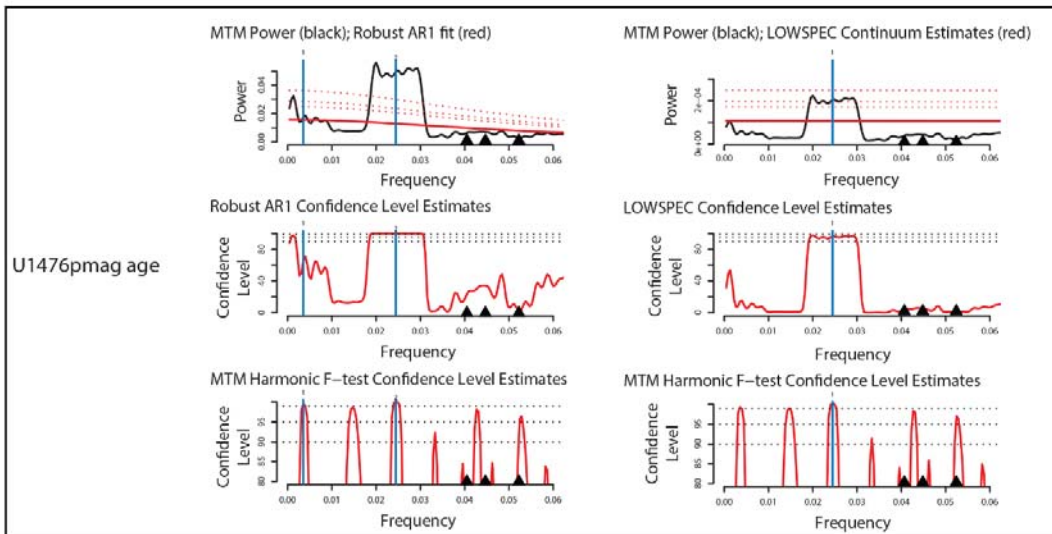 U1476pmag age
MTM Power (black); Robust AR1 fit (red)
Power
0.00 0.02 0.04
0.00 0.01 0.02 0.03 0.04 0.05 0.06
Frequency
Robust AR1 Confidence Level Estimates
Confidence
Level
0 40 80
0.00 0.01 0.02 0.03 0.04 0.05 0.06
Frequency
MTM Harmonic F−test Confidence Level Estimates
Confidence
Level
80 85 90 95
0.00 0.01 0.02 0.03 0.04 0.05 0.06
Frequency
MTM Power (black); LOWSPEC Continuum Estimates (red)
Power
0e+00 2e−04
0.00 0.01 0.02 0.03 0.04 0.05 0.06
Frequency
LOWSPEC Confidence Level Estimates
Confidence
Level
0 40 80
0.00 0.01 0.02 0.03 0.04 0.05 0.06
Frequency
MTM Harmonic F−test Confidence Level Estimates
Confidence
Level
80 85 90 95
0.00 0.01 0.02 0.03 0.04 0.05 0.06
Frequency